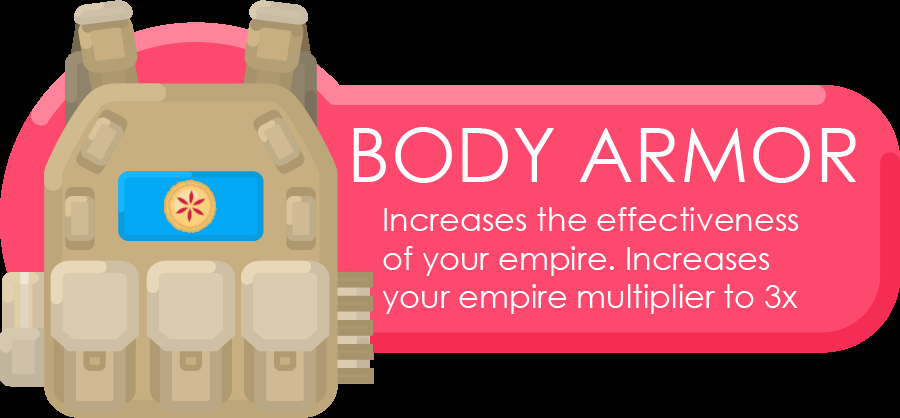 BODY ARMOR
Increases the effectiveness
of your empire. Increases
your empire multiplier to 3x